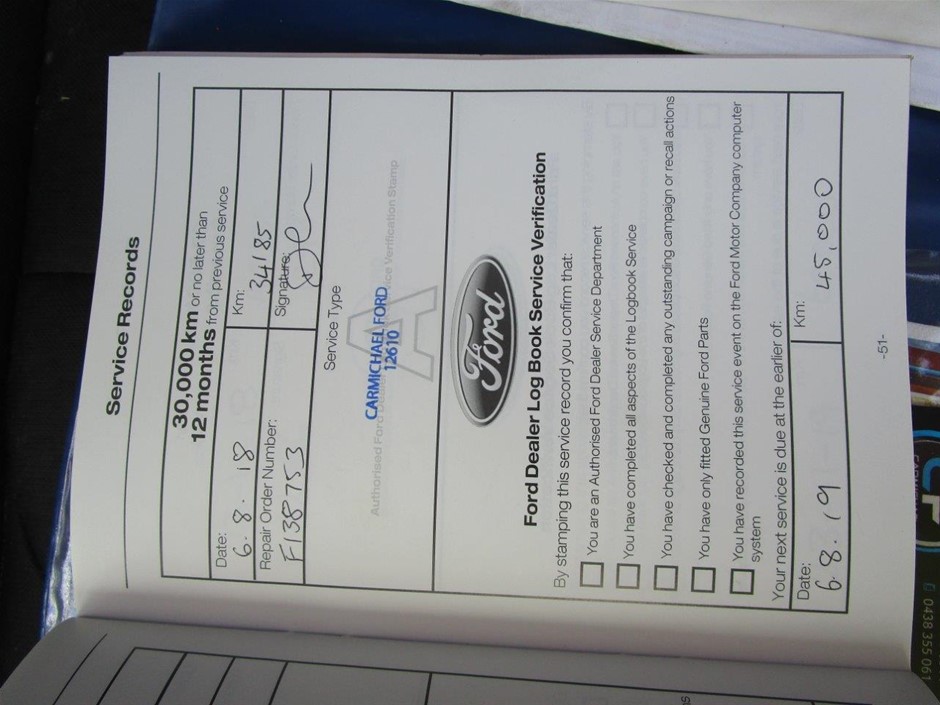 Service Records
30,000 km or no later than
12 months from previous service
Date:
6. 8. 18
Km:
34185
Repair Order Number:
F138753
Signature:
Service Type
A
Authorised Ford Dealer Service Verification Stamp
CARMICHAEL FORD
12610
Ford
Ford Dealer Log Book Service Verification
By stamping this service record you confirm that:
You are an Authorised Ford Dealer Service Department
You have completed all aspects of the Logbook Service
You have checked and completed any outstanding campaign or recall actions
You have only fitted Genuine Ford Parts
You have recorded this service event on the Ford Motor Company computer
system
Your next service is due at the earlier of:
Date:
6. 8. 19
Km:
45,000
-51-
0438 355 061